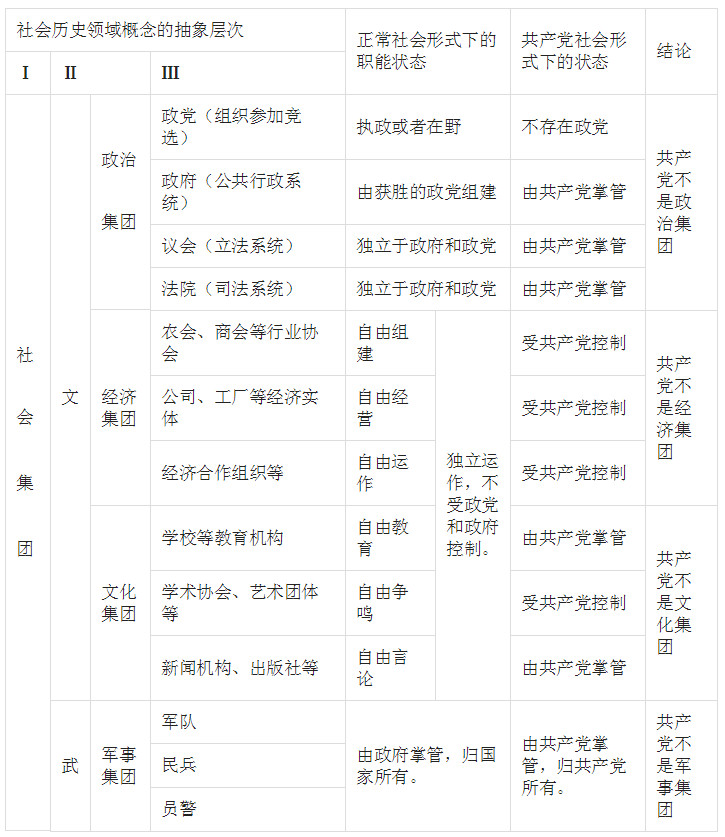 社会历史领域概念的抽象层次
正常社会形式下的
职能状态
共产党社会形
式下的状态
结论
Ⅰ
Ⅱ
Ⅲ
社
会
集
团
文
政治
集团
政党（组织参加竞
选）
执政或者在野
不存在政党
共产
党不
是政
治集
团
政府（公共行政系
统）
由获胜的政党组建
由共产党掌管
议会（立法系统）
独立于政府和政党
由共产党掌管
法院（司法系统）
独立于政府和政党
由共产党掌管
经济
集团
农会、商会等行业协
会
自由组
建
独立运
作，不
受政党
和政府
控制。
受共产党控制
共产
党不
是经
济集
团
公司、工厂等经济实
体
自由经
营
受共产党控制
经济合作组织等
自由运
作
受共产党控制
文化
集团
学校等教育机构
自由教
育
由共产党掌管
共产
党不
是文
化集
团
学术协会、艺术团体
等
自由争
鸣
受共产党控制
新闻机构、出版社等
自由言
论
由共产党掌管
武
军事
集团
军队
由政府掌管，归国
家所有。
由共产党掌
管，归共产党
所有。
共产
党不
是军
事集
团
民兵
员警